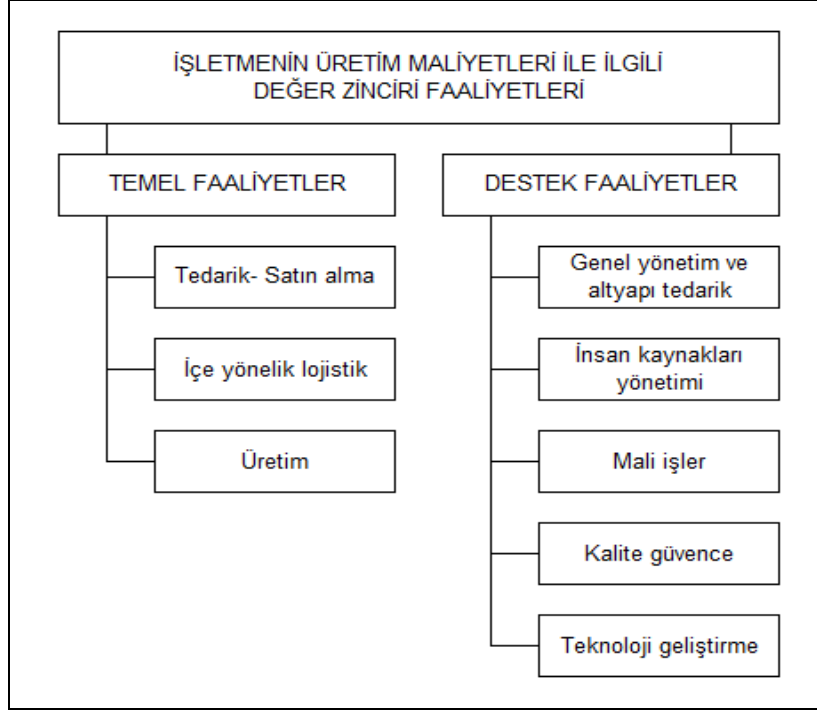 İŞLETMENİN ÜRETİM MALİYETLERİ İLE İLGİLİ
DEĞER ZİNCİRİ FAALİYETLERİ
TEMEL FAALİYETLER
Tedarik- Satın alma
İçe yönelik lojistik
Üretim
DESTEK FAALİYETLER
Genel yönetim ve
altyapı tedarik
İnsan kaynakları
yönetimi
Mali işler
Kalite güvence
Teknoloji geliştirme